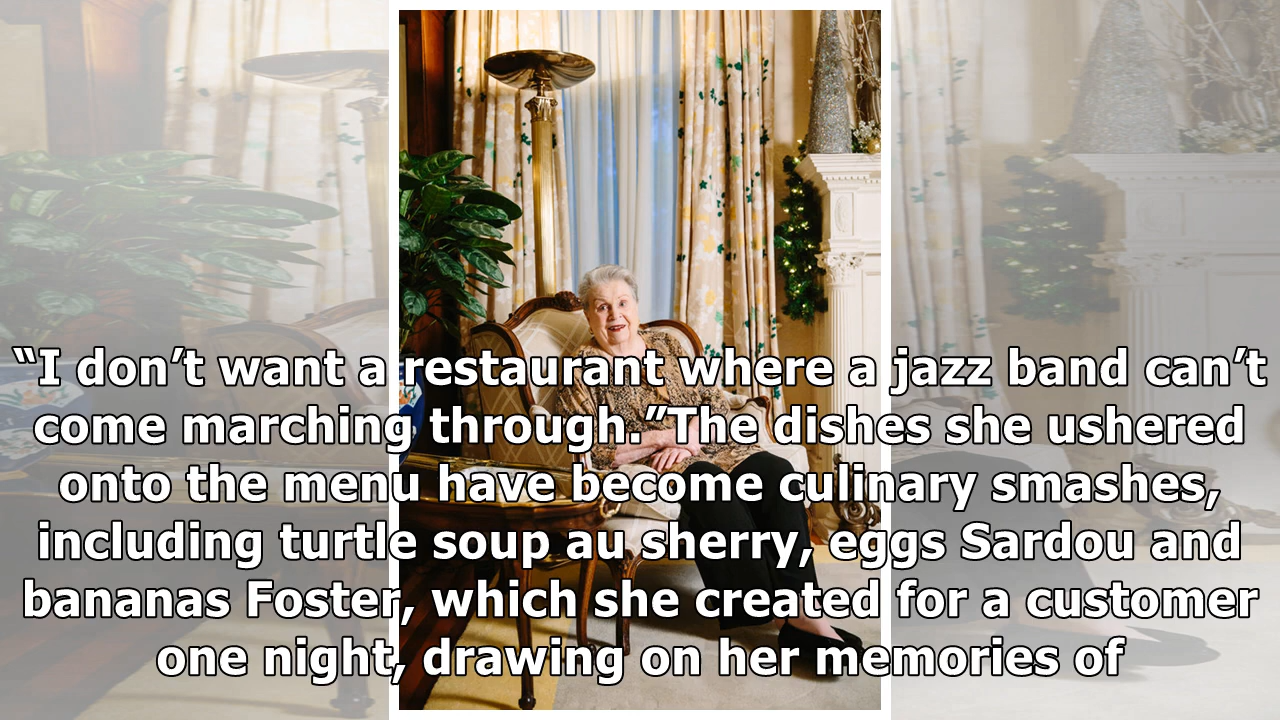 “I don’t want a restaurant where a jazz band can’t
come marching through.”The dishes she ushered
onto the menu have become culinary smashes,
including turtle soup au sherry, eggs Sardou and
bananas Foster, which she created for a customer
one night, drawing on her memories of